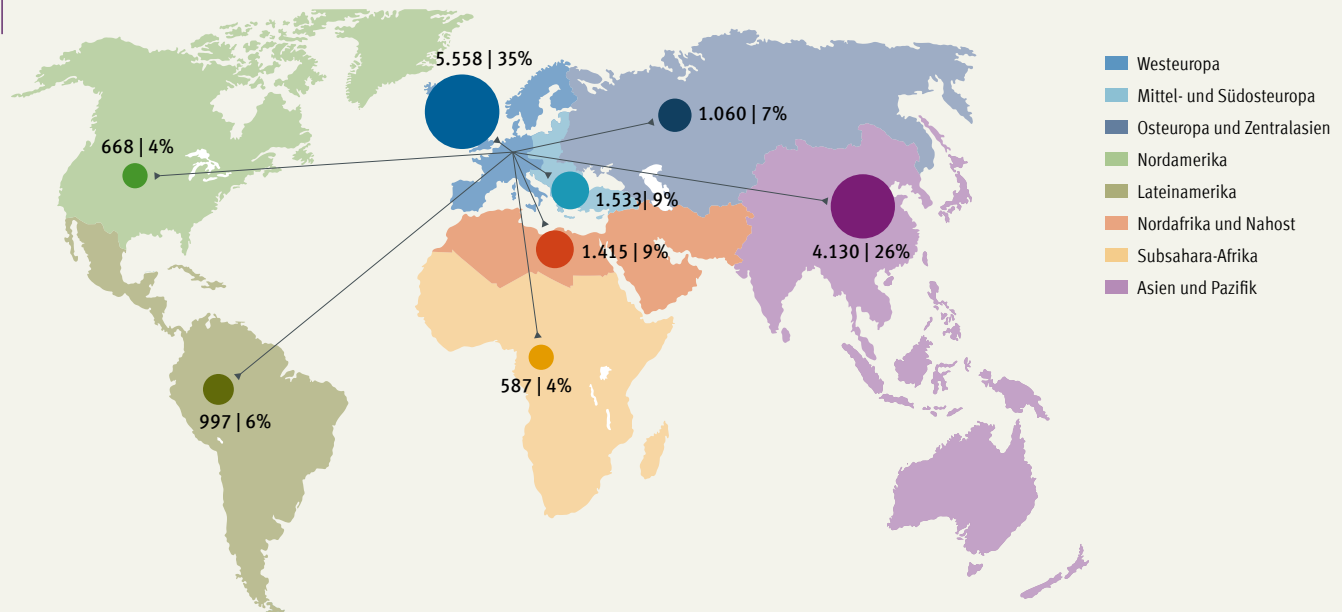 5.558 | 35%
1.060 | 7%
668 | 4%
1.533| 9%
1.415 | 9%
4.130 | 26%
587 | 4%
997 | 6%
Westeuropa
Mittel- und Südosteuropa
Osteuropa und Zentralasien
Nordamerika
Lateinamerika
Nordafrika und Nahost
Subsahara-Afrika
Asien und Pazifik